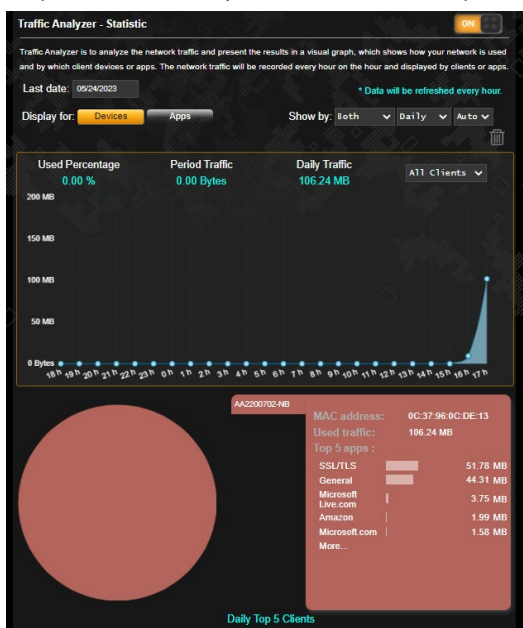 Traffic Analyzer - Statistic
ON
Traffic Analyzer is to analyze the network traffic and present the results in a visual graph, which shows how your network is used
and by which client devices or apps. The network traffic will be recorded every hour on the hour and displayed by clients or apps.
Last date: 05/24/2023
* Data will be refreshed every hour.
Display for: Devices Apps Show by: Both Daily Auto
Used Percentage Period Traffic Daily Traffic
0.00 % 0.00 Bytes 106.24 MB
All Clients
200 MB
150 MB
100 MB
50 MB
0 Bytes
18 h 19 h 20 h 21 h 22 h 23 h 0 h 1 h 2 h 3 h 4 h 5 h 6 h 7 h 8 h 9 h 10 h 11 h 12 h 13 h 14 h 15 h 16 h 17 h
AA2200702-NB
MAC address: 0C:37:96:0C:DE:13
Used traffic: 106.24 MB
Top 5 apps :
SSL/TLS 51.78 MB
General 44.31 MB
Microsoft
Live.com 3.75 MB
Amazon 1.99 MB
Microsoft.com 1.58 MB
More...
Daily Top 5 Clients